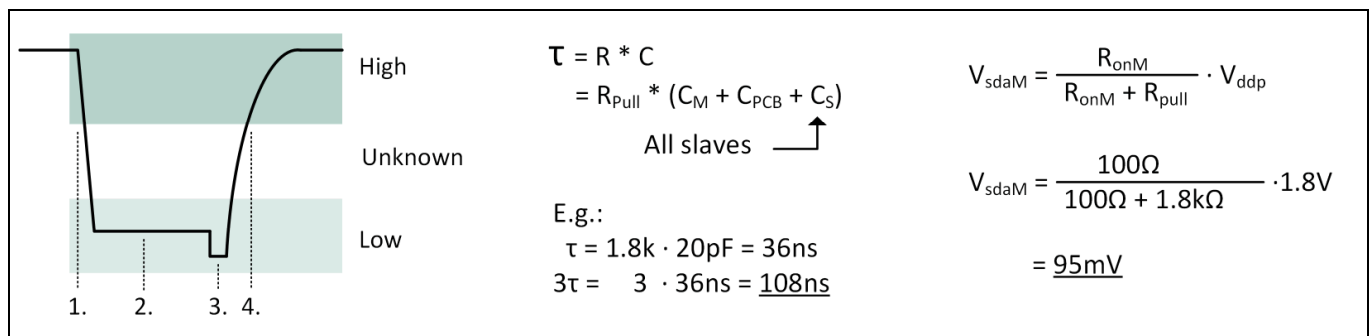 High
Unknown
Low
1. 2. 3. 4.
τ = R * C
= R_Pull * (C_M + C_PCB + C_S)
All slaves
E.g.:
τ = 1.8k · 20pF = 36ns
3τ = 3 · 36ns = 108ns
V_sdaM = R_onM / (R_onM + R_pull) · V_ddp
V_sdaM = 100Ω / (100Ω + 1.8kΩ) ·1.8V
= 95mV